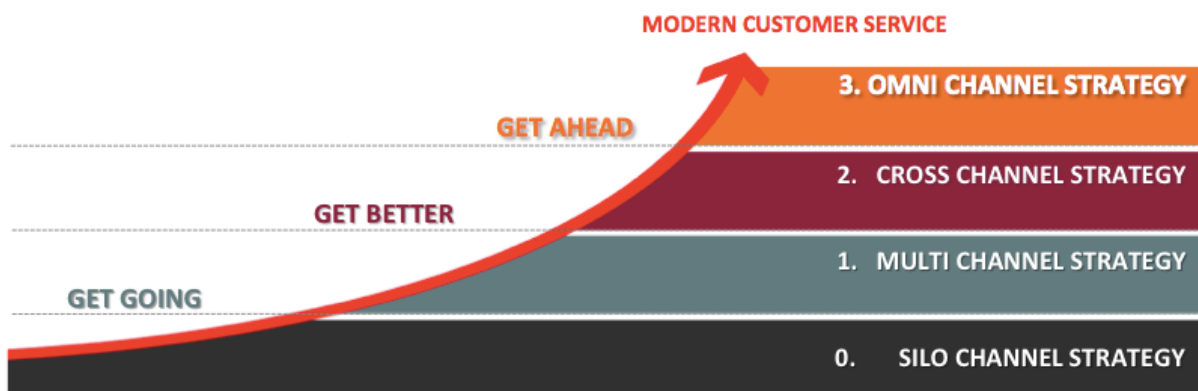 MODERN CUSTOMER SERVICE
3. OMNI CHANNEL STRATEGY
GET AHEAD
2. CROSS CHANNEL STRATEGY
GET BETTER
1. MULTI CHANNEL STRATEGY
GET GOING
0. SILO CHANNEL STRATEGY